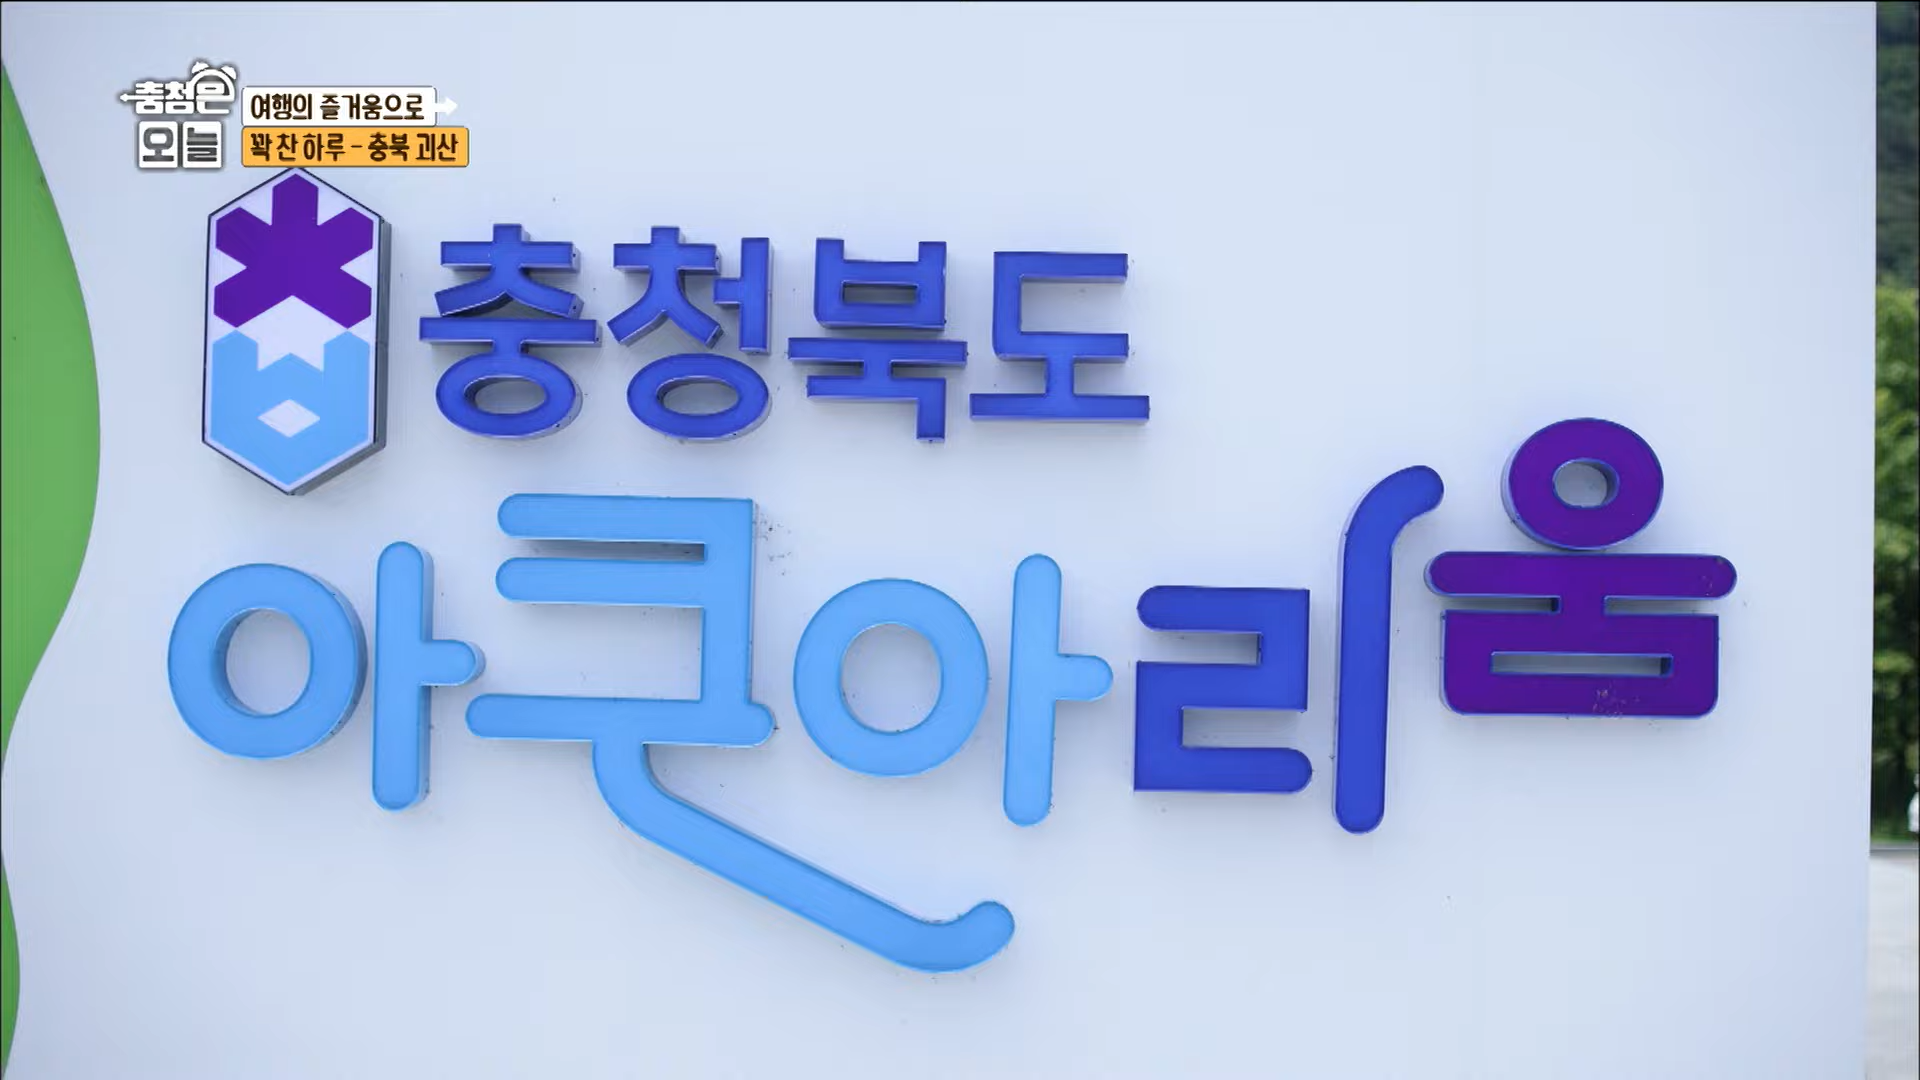 충청은
오늘
여행의 즐거움으로
꽉 찬 하루 - 충북 괴산
충청북도
아쿠아리움